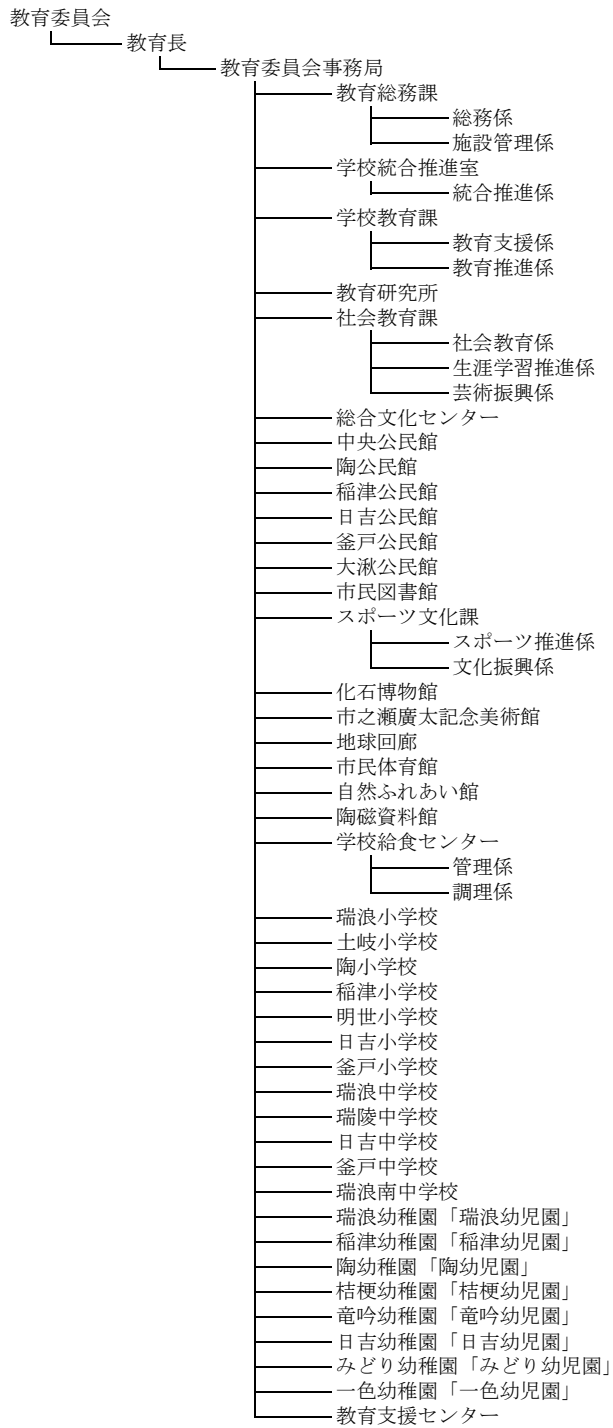 教育委員会
教育長
教育委員会事務局
教育総務課
総務係
施設管理係
学校統合推進室
統合推進係
学校教育課
教育支援係
教育推進係
教育研究所
社会教育課
社会教育係
生涯学習推進係
芸術振興係
総合文化センター
中央公民館
陶公民館
稲津公民館
日吉公民館
釜戸公民館
大湫公民館
市民図書館
スポーツ文化課
スポーツ推進係
文化振興係
化石博物館
市之瀬廣太記念美術館
地球回廊
市民体育館
自然ふれあい館
陶磁資料館
学校給食センター
管理係
調理係
瑞浪小学校
土岐小学校
陶小学校
稲津小学校
明世小学校
日吉小学校
釜戸小学校
瑞浪中学校
瑞陵中学校
日吉中学校
釜戸中学校
瑞浪南中学校
瑞浪幼稚園「瑞浪幼児園」
稲津幼稚園「稲津幼児園」
陶幼稚園「陶幼児園」
桔梗幼稚園「桔梗幼児園」
竜吟幼稚園「竜吟幼児園」
日吉幼稚園「日吉幼児園」
みどり幼稚園「みどり幼児園」
一色幼稚園「一色幼児園」
教育支援センター